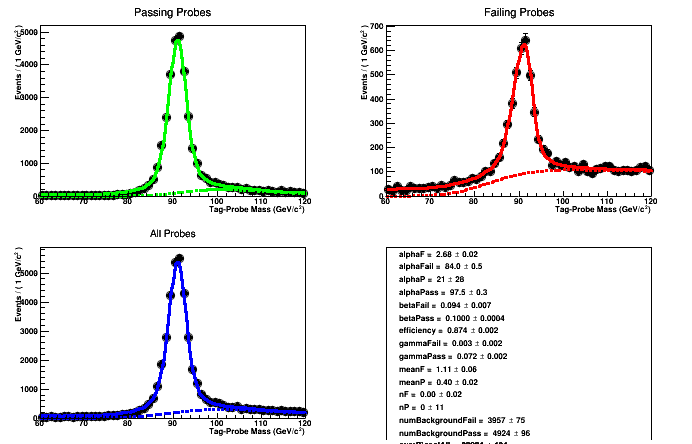 Passing Probes
Events / ( 1 GeV/c² )
5000
3000
2000
1000
0
60 70 80 90 100 110 120
Tag-Probe Mass (GeV/c²)
Failing Probes
Events / ( 1 GeV/c² )
700
600
500
400
300
200
100
60 70 80 90 100 110 120
Tag-Probe Mass (GeV/c²)
All Probes
Events / ( 1 GeV/c² )
5000
4000
3000
2000
1000
0
60 70 80 90 100 110 120
Tag-Probe Mass (GeV/c²)
alphaF = 2.68 ± 0.02
alphaFail = 84.0 ± 0.5
alphaP = 21 ± 28
alphaPass = 97.5 ± 0.3
betaFail = 0.094 ± 0.007
betaPass = 0.1000 ± 0.0004
efficiency = 0.874 ± 0.002
gammaFail = 0.003 ± 0.002
gammaPass = 0.072 ± 0.002
meanF = 1.11 ± 0.06
meanP = 0.40 ± 0.02
nF = 0.00 ± 0.02
nP = 0 ± 11
numBackgroundFail = 3957 ± 75
numBackgroundPass = 4924 ± 96